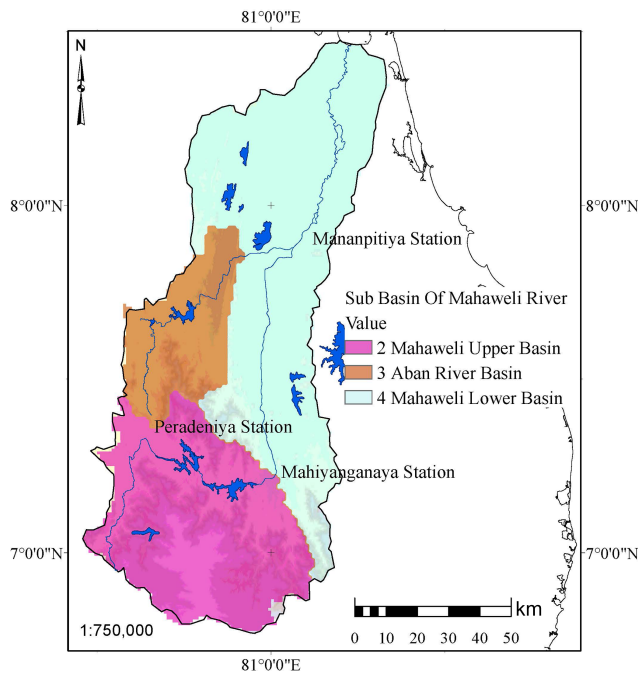 81°0'0"E
N
8°0'0"N
8°0'0"N
Mananpitiya Station
Sub Basin Of Mahaweli River
Value
2 Mahaweli Upper Basin
3 Aban River Basin
4 Mahaweli Lower Basin
Peradeniya Station
Mahiyanganaya Station
7°0'0"N
7°0'0"N
1:750,000
km
0 5 10 20 30 40 50
81°0'0"E